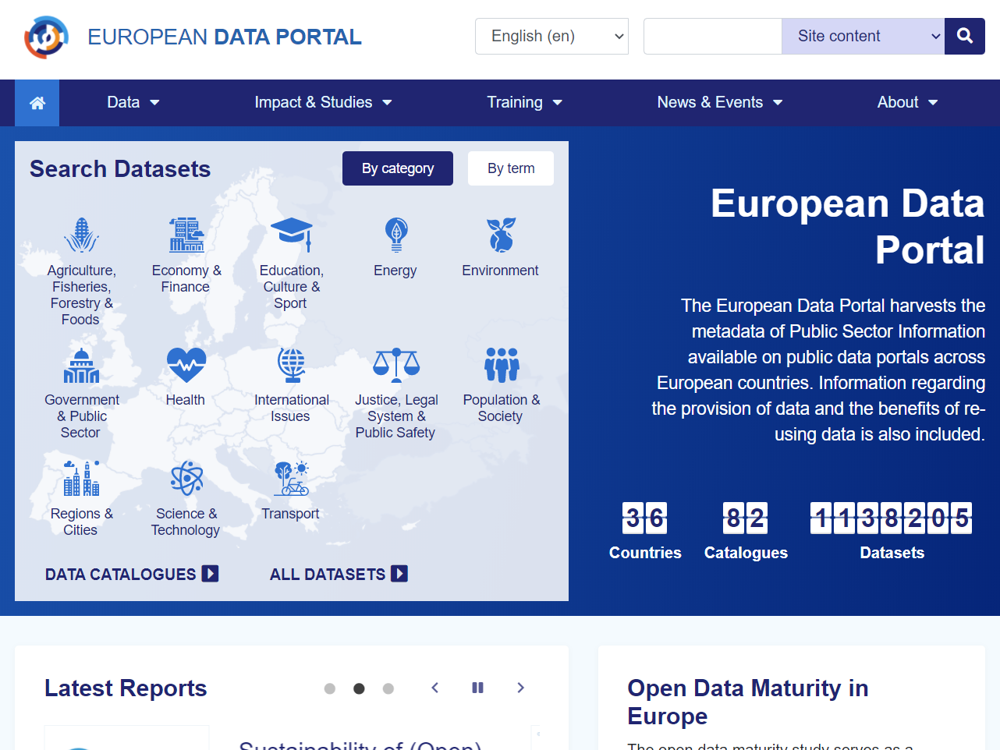 EUROPEAN DATA PORTAL
English (en)
Site content
Data
Impact & Studies
Training
News & Events
About
Search Datasets
By category
By term
Agriculture,
Fisheries,
Forestry &
Foods
Economy &
Finance
Education,
Culture &
Sport
Energy
Environment
Government
& Public
Sector
Health
International
Issues
Justice, Legal
System &
Public Safety
Population &
Society
Regions &
Cities
Science &
Technology
Transport
DATA CATALOGUES
ALL DATASETS
European Data
Portal
The European Data Portal harvests the
metadata of Public Sector Information
available on public data portals across
European countries. Information regarding
the provision of data and the benefits of re-
using data is also included.
36
Countries
82
Catalogues
1138205
Datasets
Latest Reports
Sustainability of (Open)
Open Data Maturity in
Europe
The open data maturity study serves as a